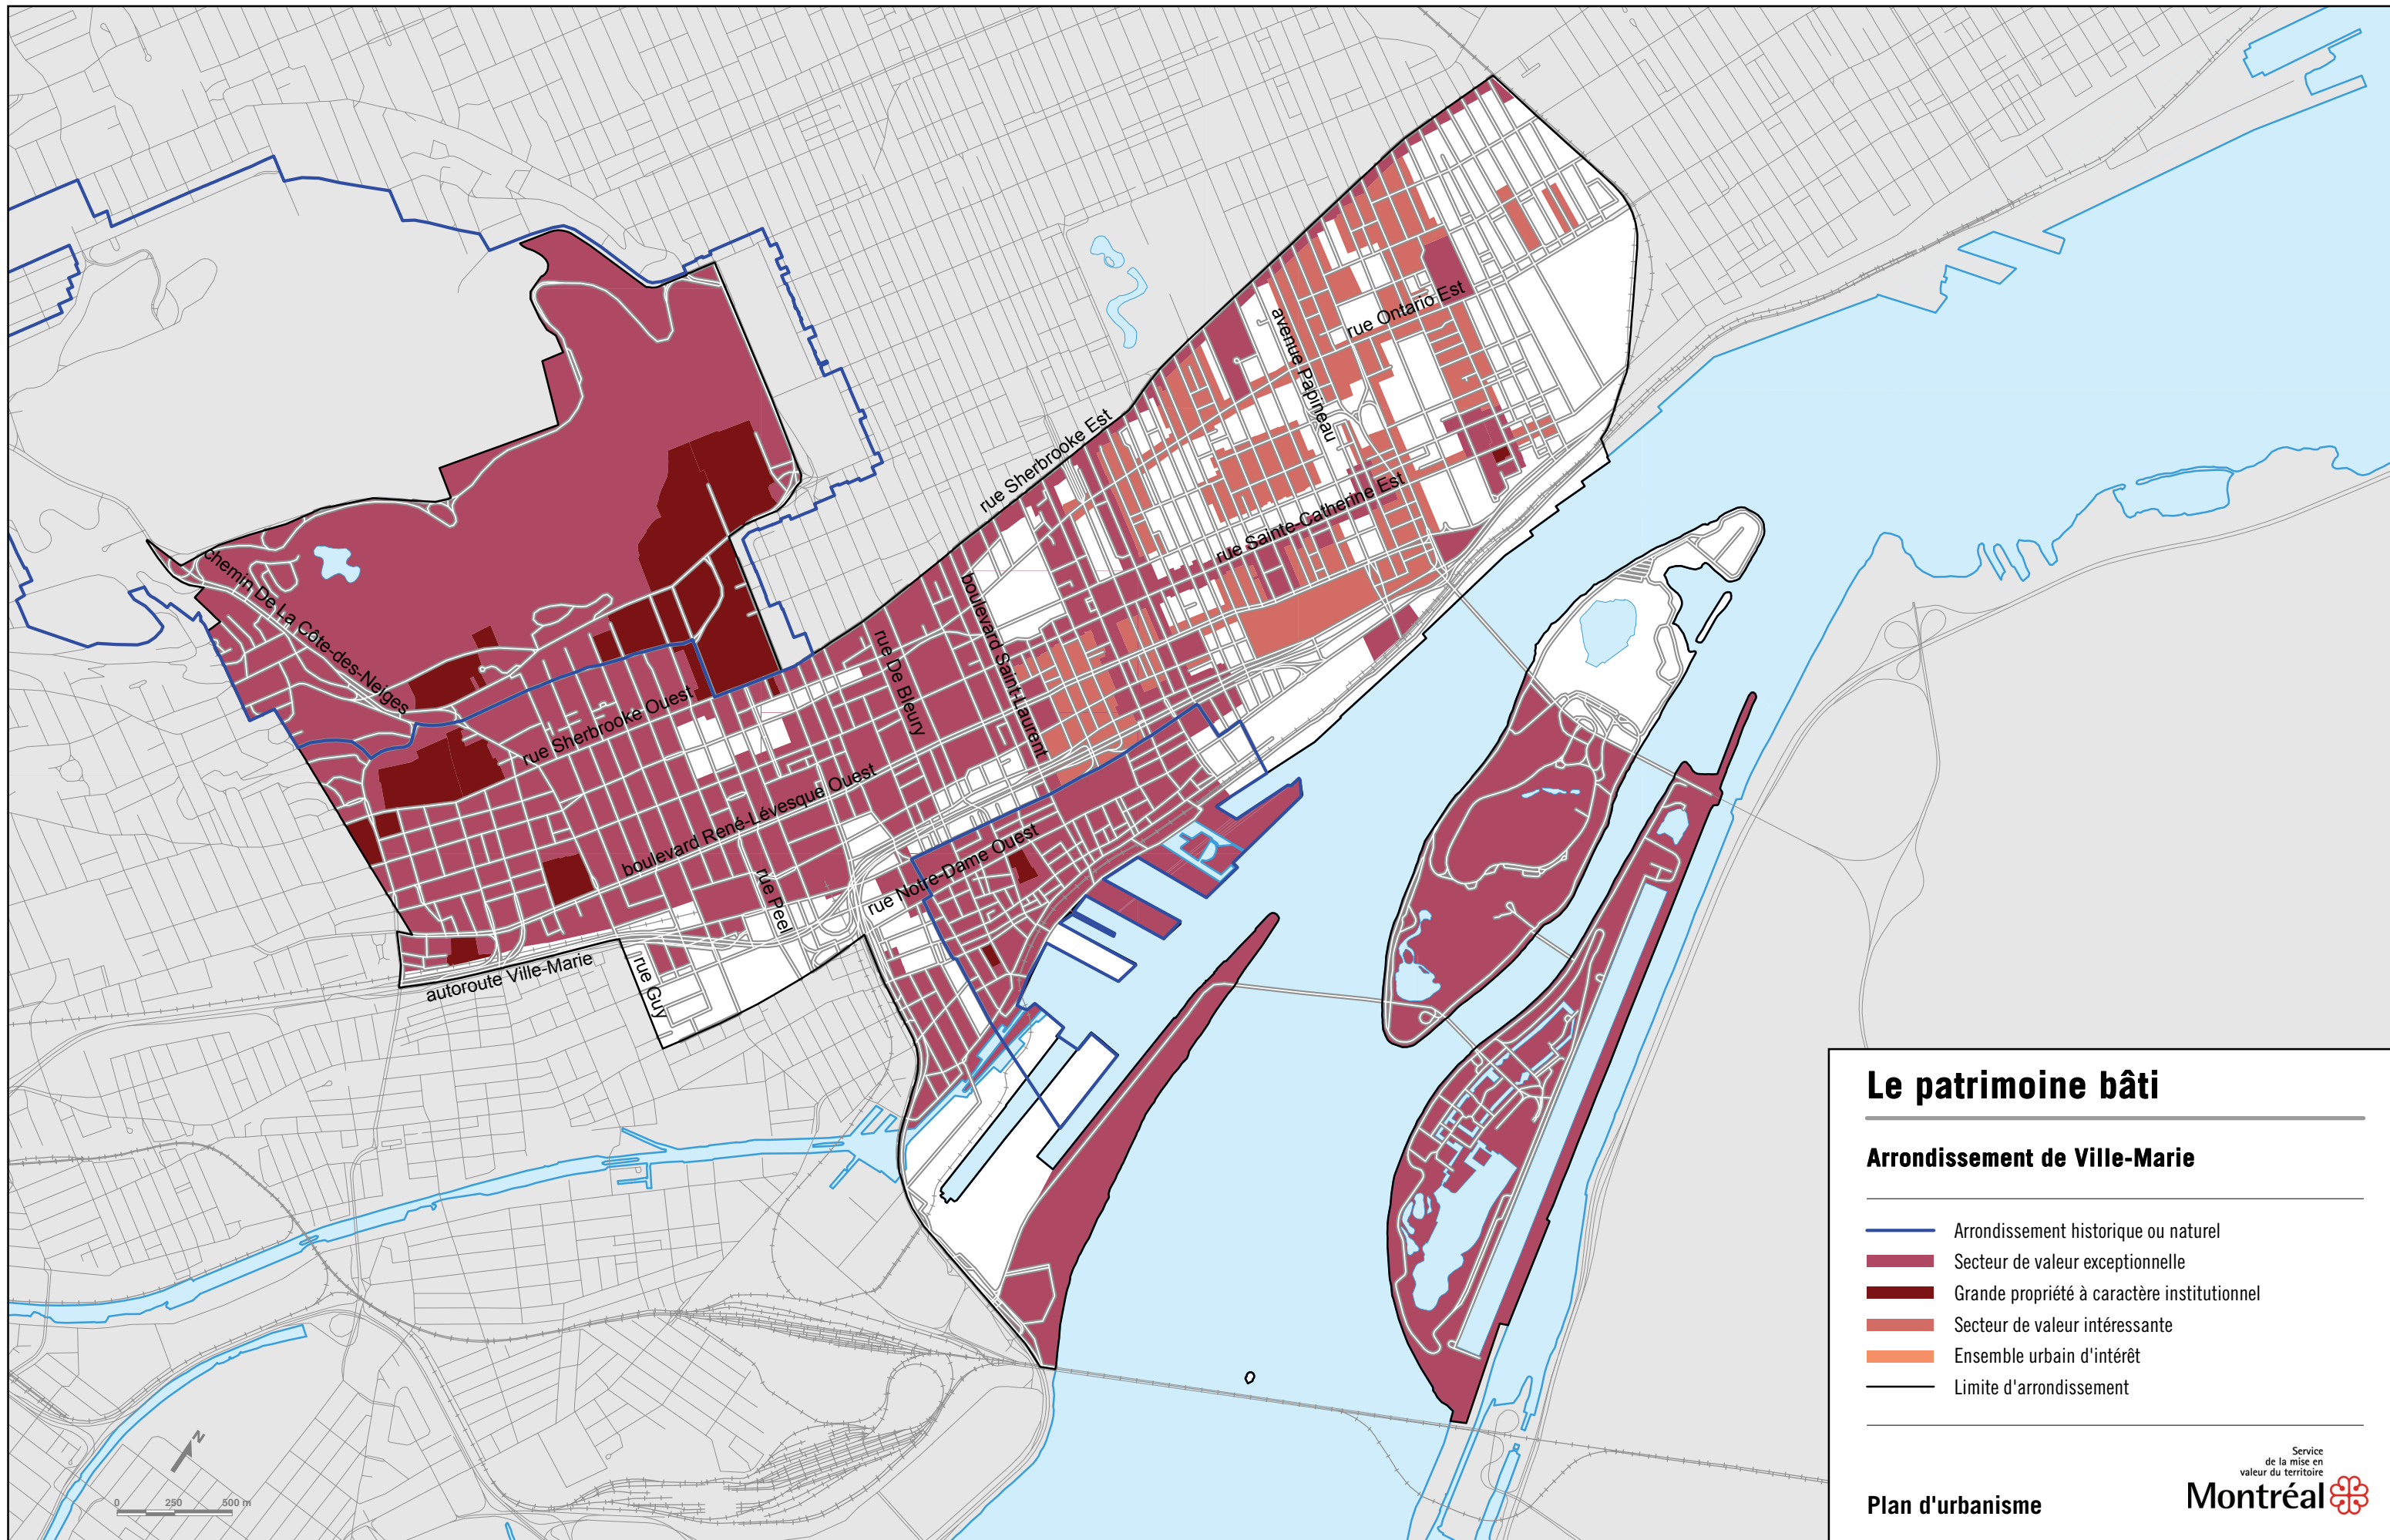 rue Ontario Est
avenue Papineau
rue Sherbrooke Est
rue Sainte-Catherine Est
chemin De La Côte-des-Neiges
boulevard Saint-Laurent
rue De Bleury
rue Sherbrooke Ouest
boulevard René-Lévesque Ouest
rue Notre-Dame Ouest
rue Peel
autoroute Ville-Marie
rue Guy
N
0 250 500 m
Le patrimoine bâti
Arrondissement de Ville-Marie
Arrondissement historique ou naturel
Secteur de valeur exceptionnelle
Grande propriété à caractère institutionnel
Secteur de valeur intéressante
Ensemble urbain d'intérêt
Limite d'arrondissement
Service
de la mise en
valeur du territoire
Montréal
Plan d'urbanisme